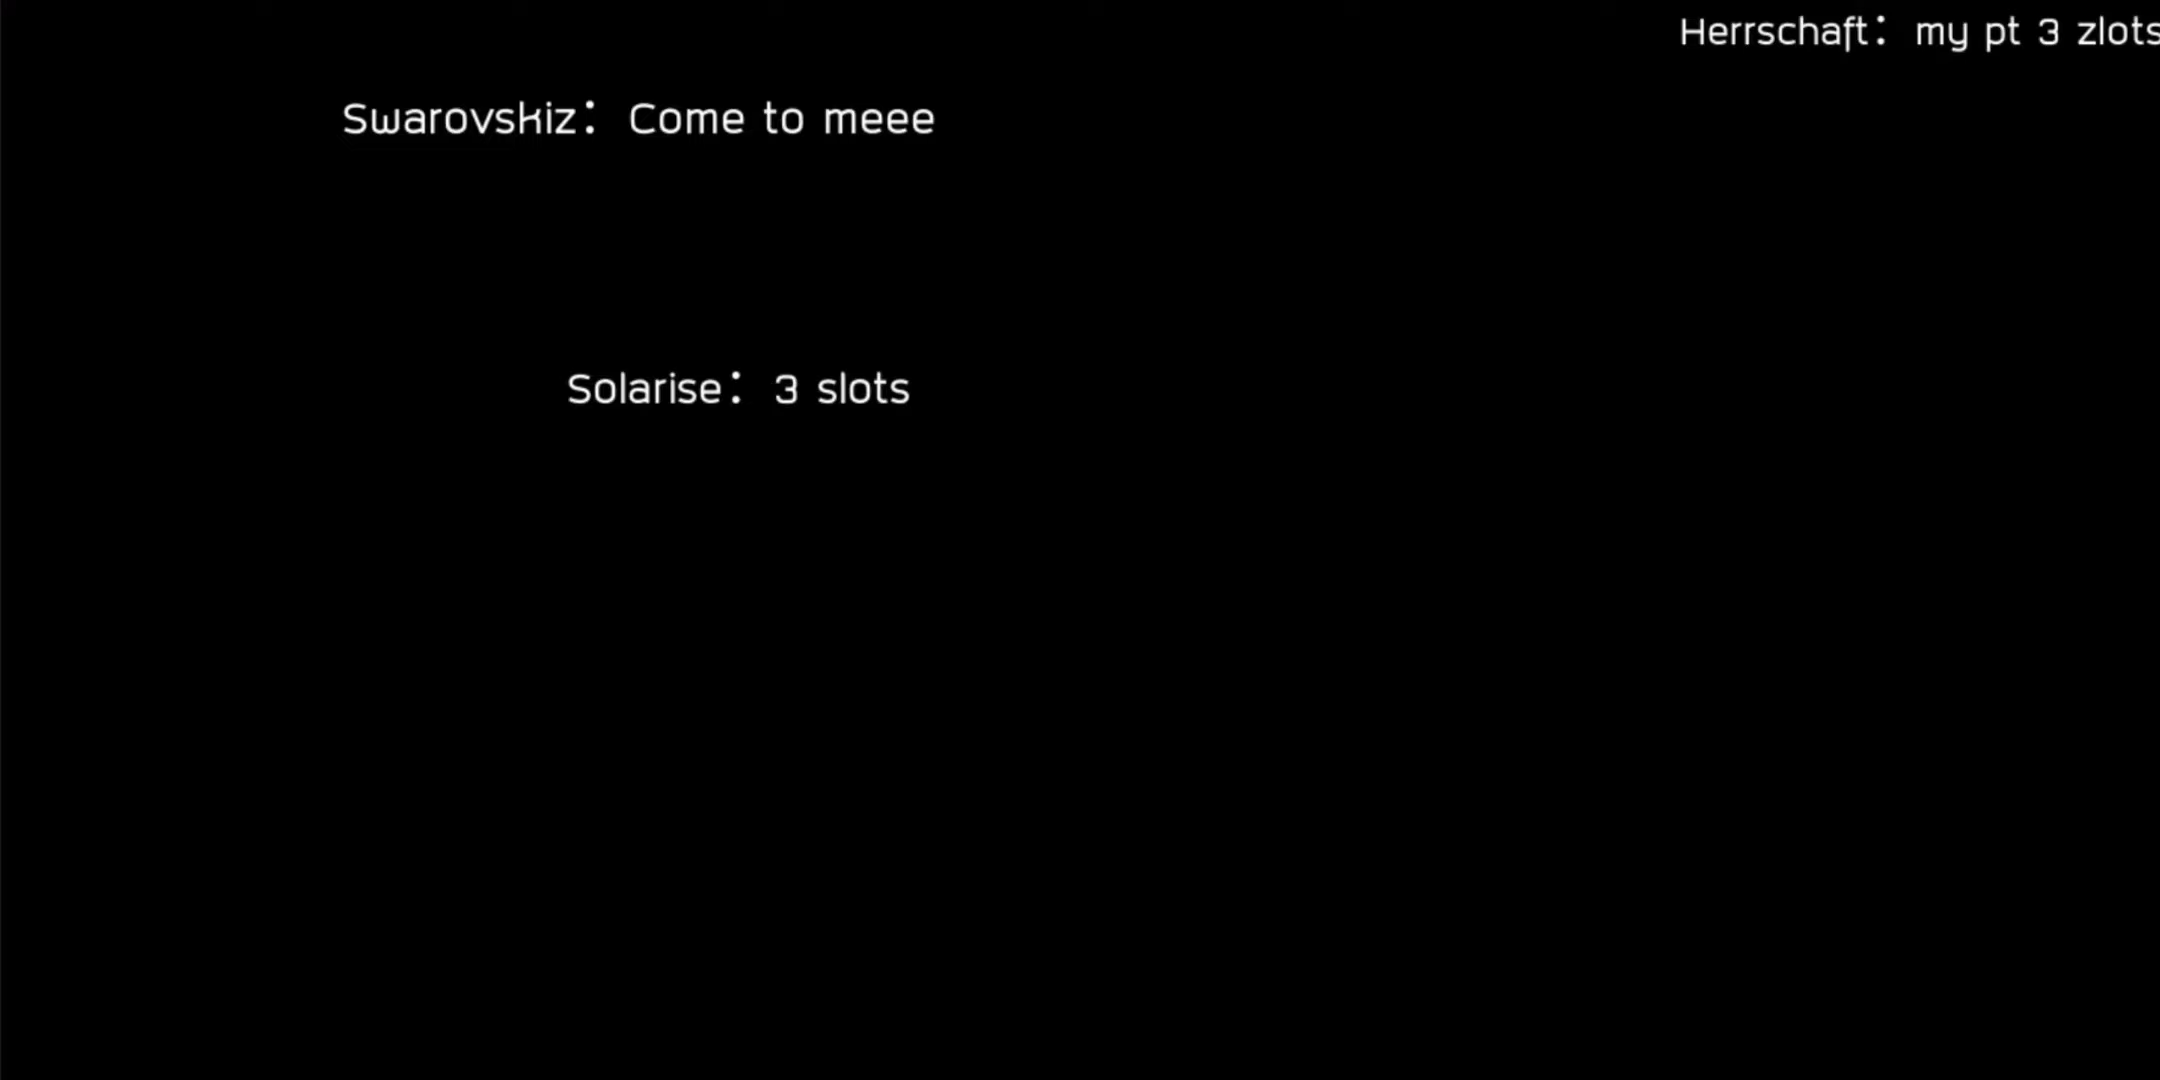 Herrschaft: my pt 3 zlots
Swarovskiz: Come to meee
Solarise: 3 slots